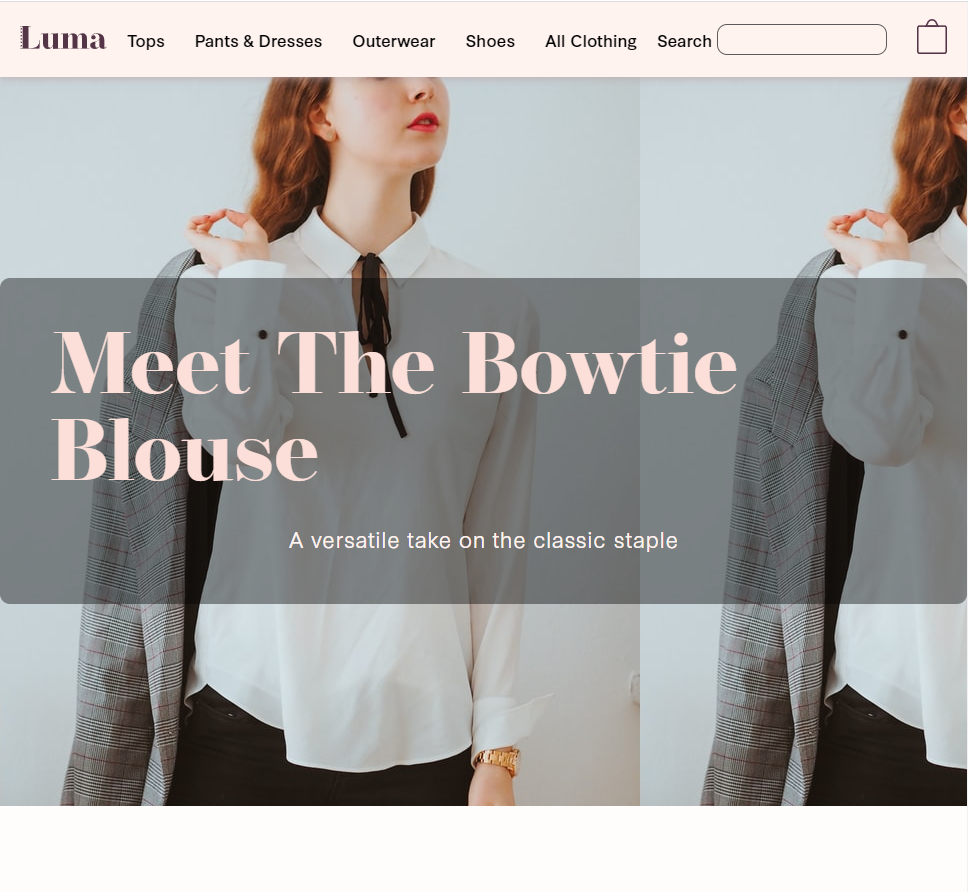 Luma Tops Pants & Dresses Outerwear Shoes All Clothing Search
Meet The Bowtie
Blouse
A versatile take on the classic staple